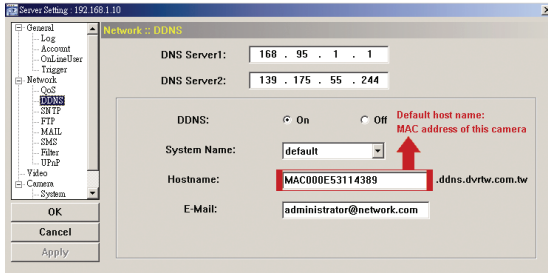 Server Setting : 192.168.1.10
General
Log
Account
OnLineUser
Trigger
Network
QoS
DDNS
SNTP
FTP
MAIL
SMS
Filter
UPnP
Video
Camera
System
OK
Cancel
Apply
Network :: DDNS
DNS Server1: 168 . 95 . 1 . 1
DNS Server2: 139 . 175 . 55 . 244
DDNS: On Off
Default host name:
MAC address of this camera
System Name: default
Hostname: MAC000E53114389 .ddns.dvrtw.com.tw
E-Mail: administrator@network.com